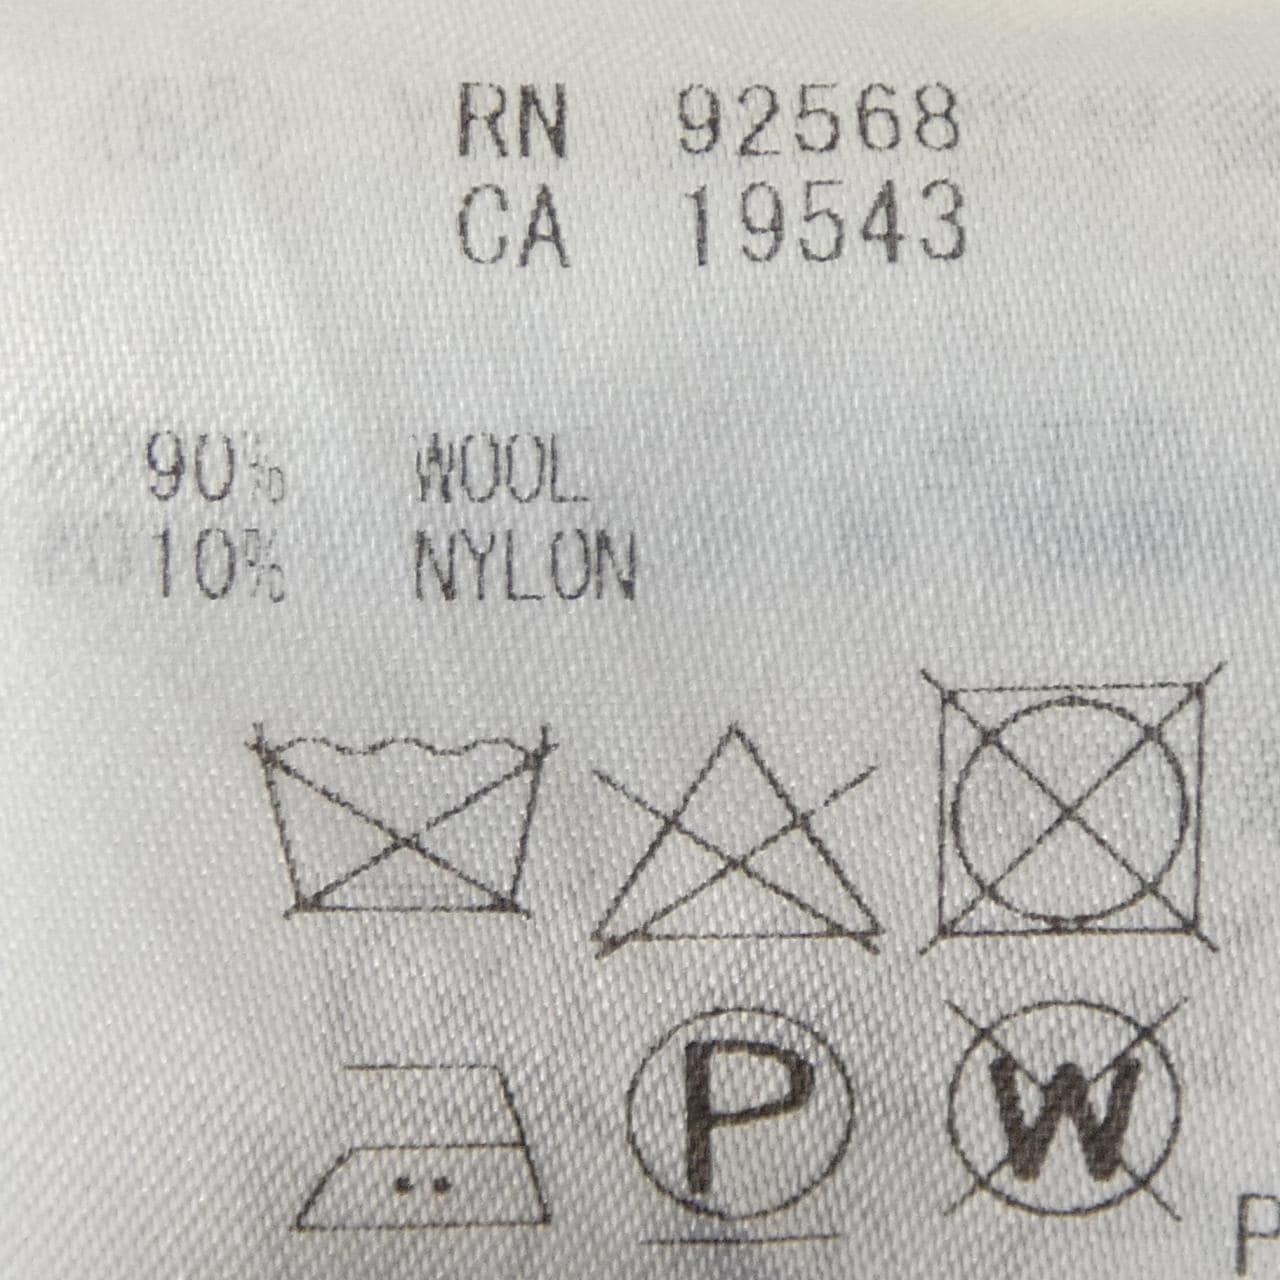 RN 92568
CA 19543
90% WOOL
10% NYLON
P W
P